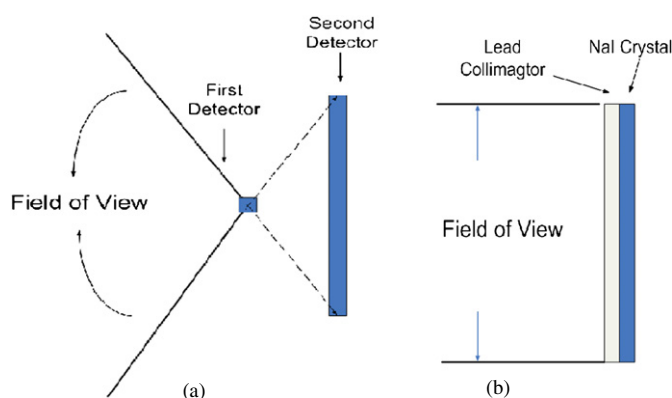 Second
Detector
First
Detector
Field of View
(a)
Lead
Collimagtor
NaI Crystal
Field of View
(b)